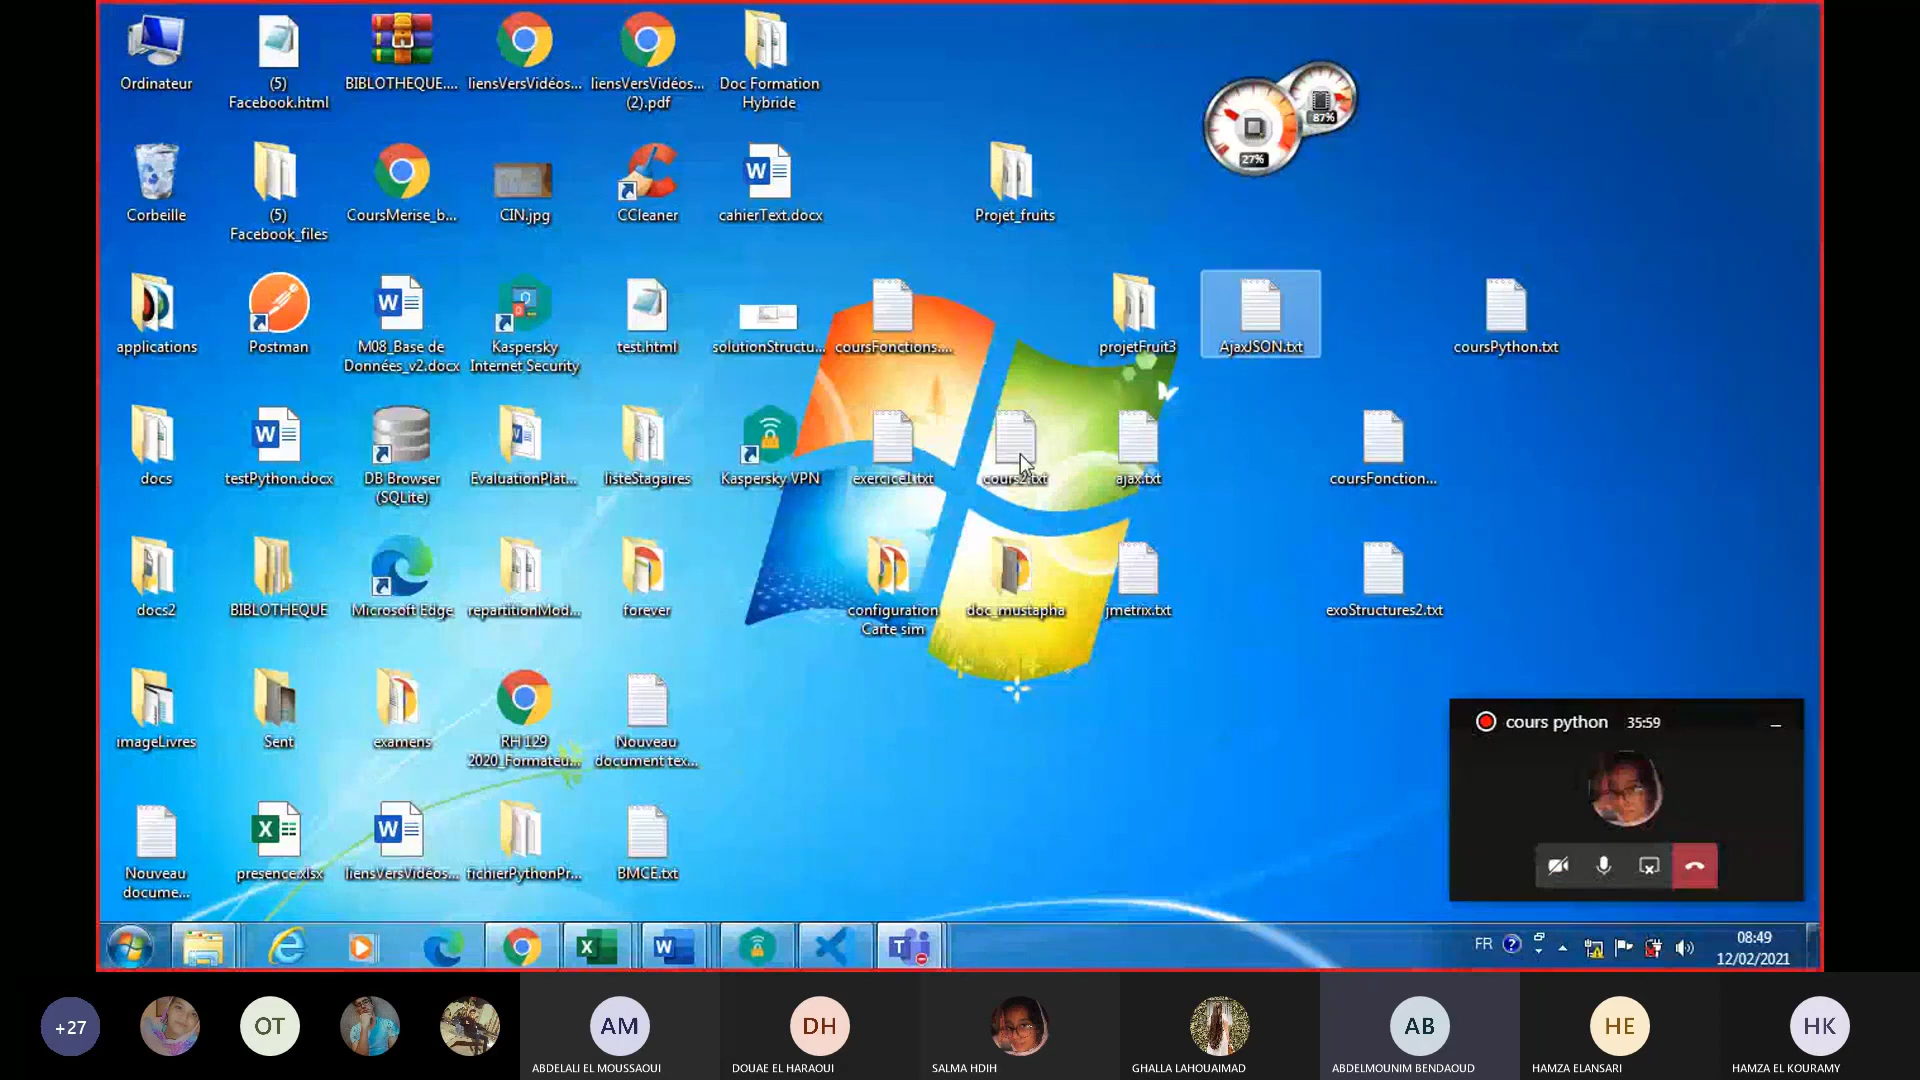 Ordinateur
(5)
Facebook.html
BIBLOTHEQUE....
liensVersVidéos...
liensVersVidéos...
(2).pdf
Doc Formation
Hybride
27%
87%
Corbeille
(5)
Facebook_files
CoursMerise_b...
CIN.jpg
CCleaner
cahierText.docx
Projet_fruits
applications
Postman
M08_Base de
Données_v2.docx
Kaspersky
Internet Security
test.html
solutionStructu...
coursFonctions....
projetFruit3
AjaxJSON.txt
coursPython.txt
docs
testPython.docx
DB Browser
(SQLite)
EvaluationPlat...
listeStagaires
Kaspersky VPN
exercice1.txt
cours2.txt
ajax.txt
coursFonction...
docs2
BIBLIOTHEQUE
Microsoft Edge
repartitionMod...
forever
configuration
Carte sim
doc_mustapha
jmetrix.txt
exoStructures2.txt
imageLivres
Sent
examens
RH 129
2020_Formateu...
Nouveau
document tex...
cours python 35:59
Nouveau
docume...
presence.xlsx
liensVersVidéos...
fichierPythonPr...
BMCE.txt
FR
08:49
12/02/2021
+27
OT
AM
DH
AB
HE
HK
ABDELALI EL MOUSSAOUI
DOUAE EL HARAOUI
SALMA HDIH
GHALLA LAHOUAIMAD
ABDELMOUNIM BENDAOUD
HAMZA ELANSARI
HAMZA EL KOURAMY